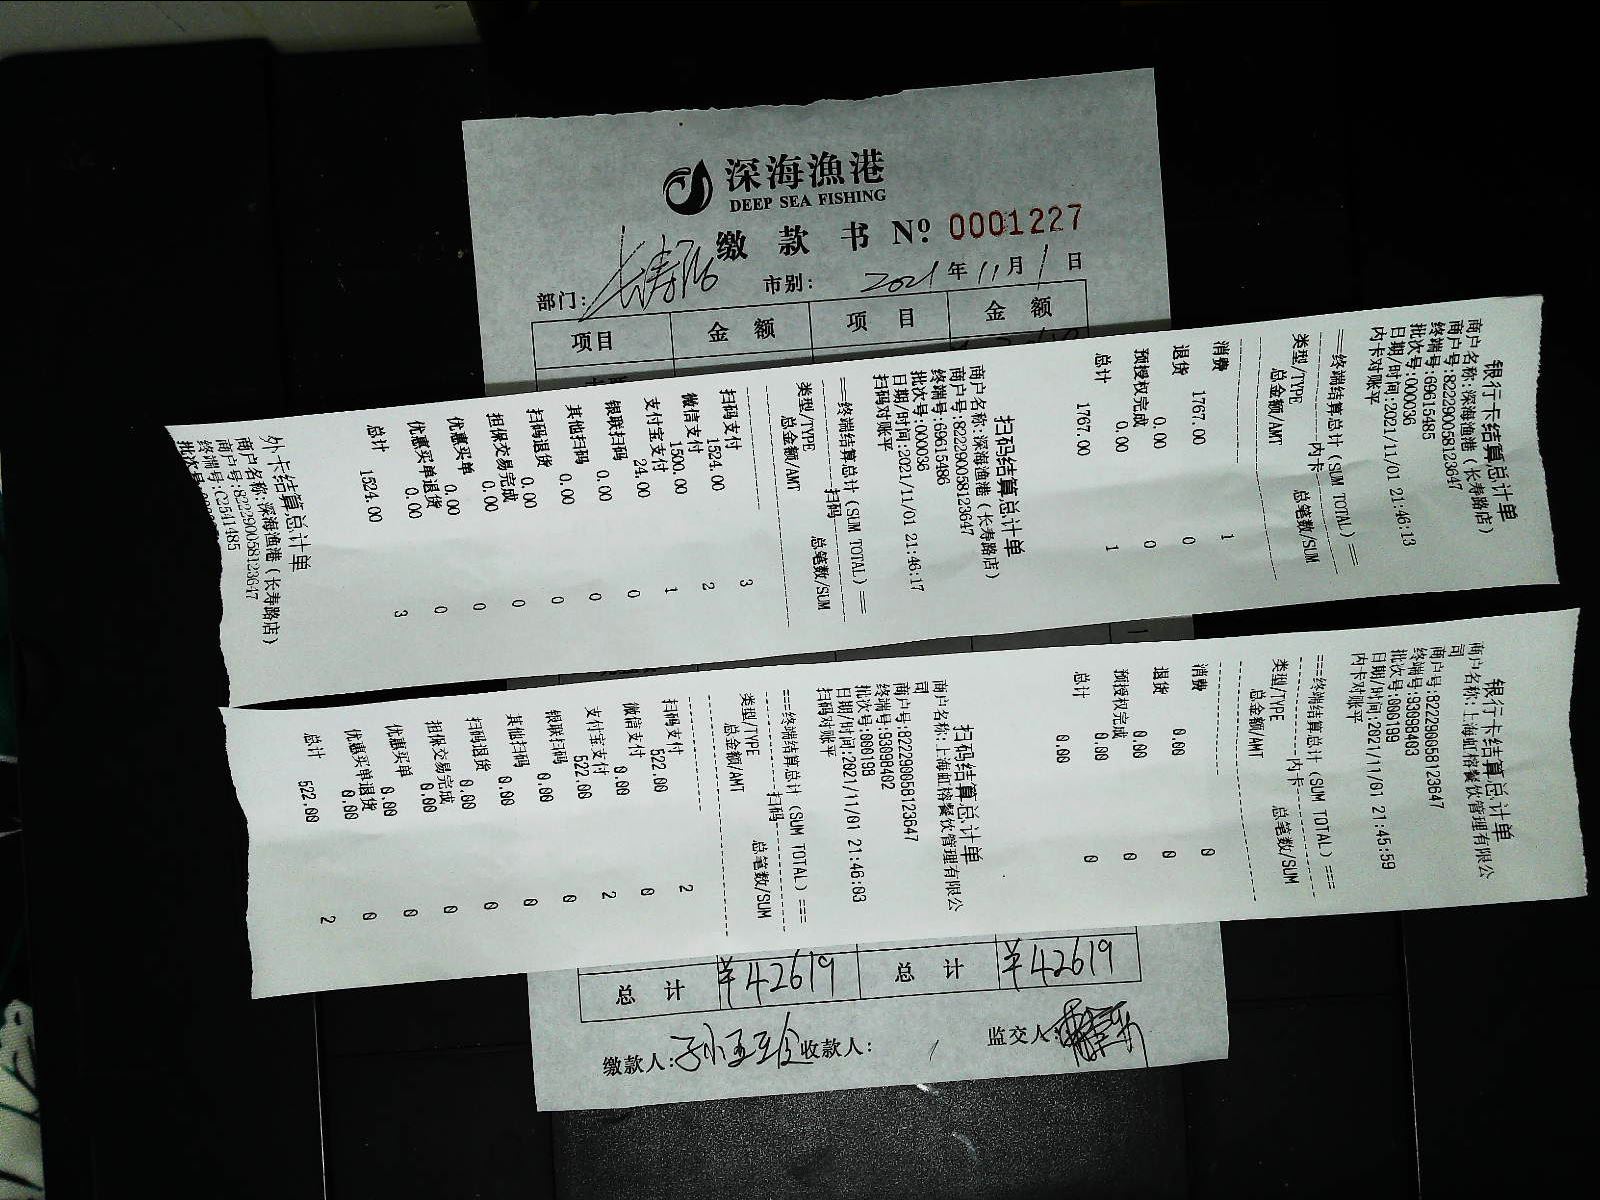 深海漁港
DEEP SEA FISHING
缴款书 №: 0001227
部门: 长寿路 市别: 2021年11月1日
项目 金额 项目 金额
总计 ¥42619 总计 ¥42619
缴款人: 收款人: 监交人:
银行卡结算总计单
商户名称:深海渔港(长寿路店)
商户号:822290058123647
终端号:69615485
批次号:000036
日期/时间:2021/11/01 21:46:13
内卡对账平
==终端结算总计(SUM TOTAL)==
内卡
类型/TYPE 总笔数/SUM
总金额/AMT
消费 1
1767.00
退货 0
0.00
预授权完成 0
0.00
总计 1
1767.00
扫码结算总计单
商户名称:深海渔港(长寿路店)
商户号:822290058123647
终端号:69615486
批次号:000036
日期/时间:2021/11/01 21:46:17
扫码对账平
==终端结算总计(SUM TOTAL)==
扫码
类型/TYPE 总笔数/SUM
总金额/AMT
扫码支付 3
1524.00
微信支付 2
1500.00
支付宝支付 1
24.00
银联扫码 0
0.00
其他扫码 0
0.00
扫码退货 0
0.00
担保交易完成 0
0.00
优惠买单 0
0.00
优惠买单退货 0
0.00
总计 3
1524.00
外卡结算总计单
商户名称:深海渔港(长寿路店)
商户号:822290058123647
终端号:C2541485
批次号
银行卡结算总计单
商户名称:上海虹榕餐饮管理有限公
司
商户号:822290058123647
终端号:93098403
批次号:000199
日期/时间:2021/11/01 21:45:59
内卡对账平
===终端结算总计(SUM TOTAL)===
内卡
类型/TYPE 总笔数/SUM
总金额/AMT
消费 0
0.00
退货 0
0.00
预授权完成 0
0.00
总计 0
0.00
扫码结算总计单
商户名称:上海虹榕餐饮管理有限公
司
商户号:822290058123647
终端号:93098402
批次号:000198
日期/时间:2021/11/01 21:46:03
扫码对账平
===终端结算总计(SUM TOTAL)===
扫码
类型/TYPE 总笔数/SUM
总金额/AMT
扫码支付 2
522.00
微信支付 0
0.00
支付宝支付 2
522.00
银联扫码 0
0.00
其他扫码 0
0.00
扫码退货 0
0.00
担保交易完成 0
0.00
优惠买单 0
0.00
优惠买单退货 0
0.00
总计 2
522.00